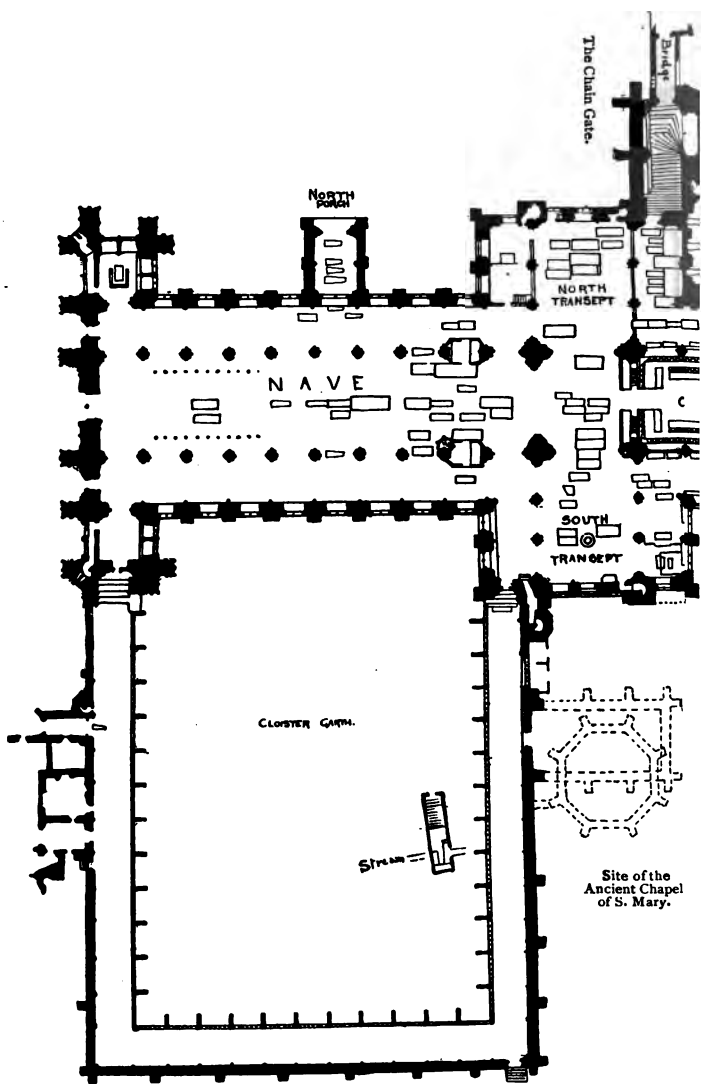 Bridge
The Chain Gate.
NORTH
PORCH
NORTH
TRANSEPT
NAVE
C
SOUTH
TRANSEPT
CLOISTER GARTH.
Stream
Site of the
Ancient Chapel
of S. Mary.